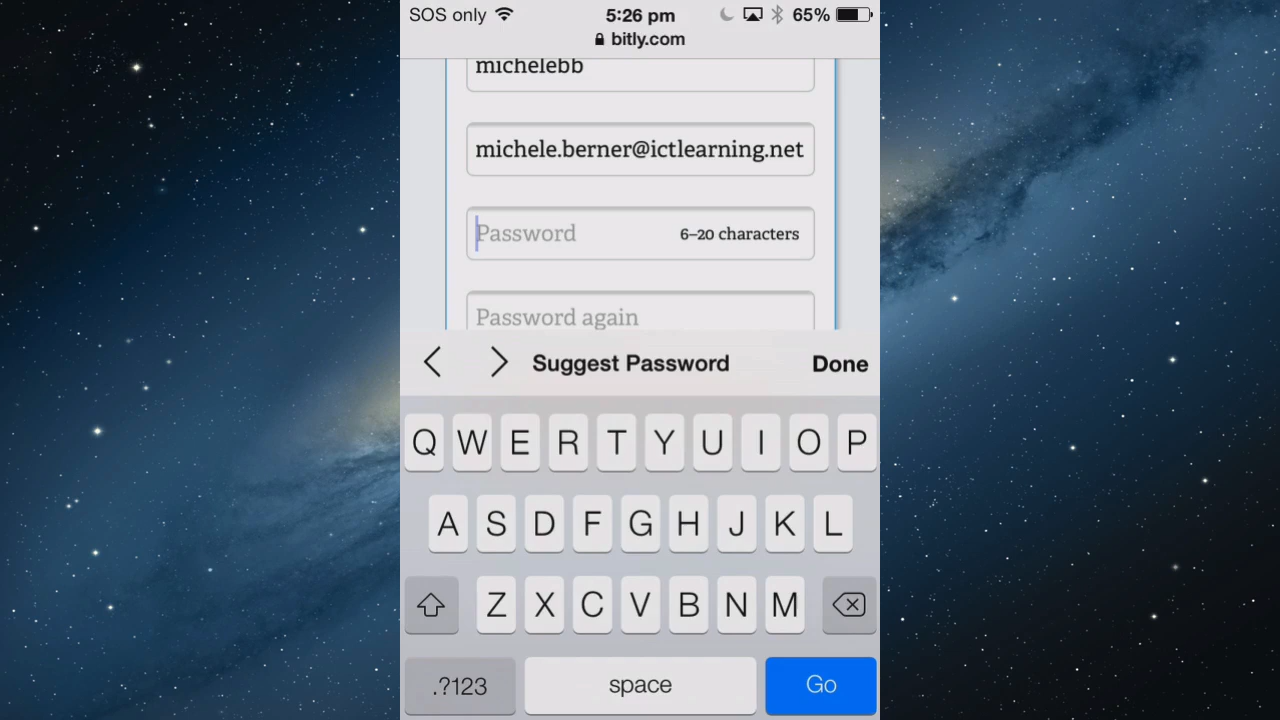 SOS only 5:26 pm 65%
bitly.com
michelebb
michele.berner@ictlearning.net
Password 6–20 characters
Password again
Suggest Password Done
Q W E R T Y U I O P
A S D F G H J K L
Z X C V B N M
.?123 space Go